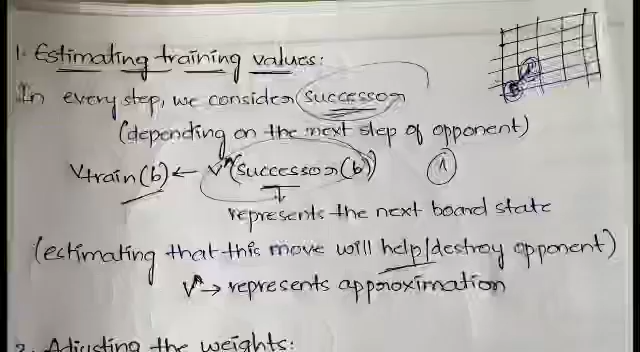 1. Estimating training values:
In every step, we consider successor
(depending on the next step of opponent)
Vtrain(b) ← V^(successor(b)) 1
represents the next board state
(estimating that this move will help/destroy opponent)
V^ → represents approximation
2. Adjusting the weights: